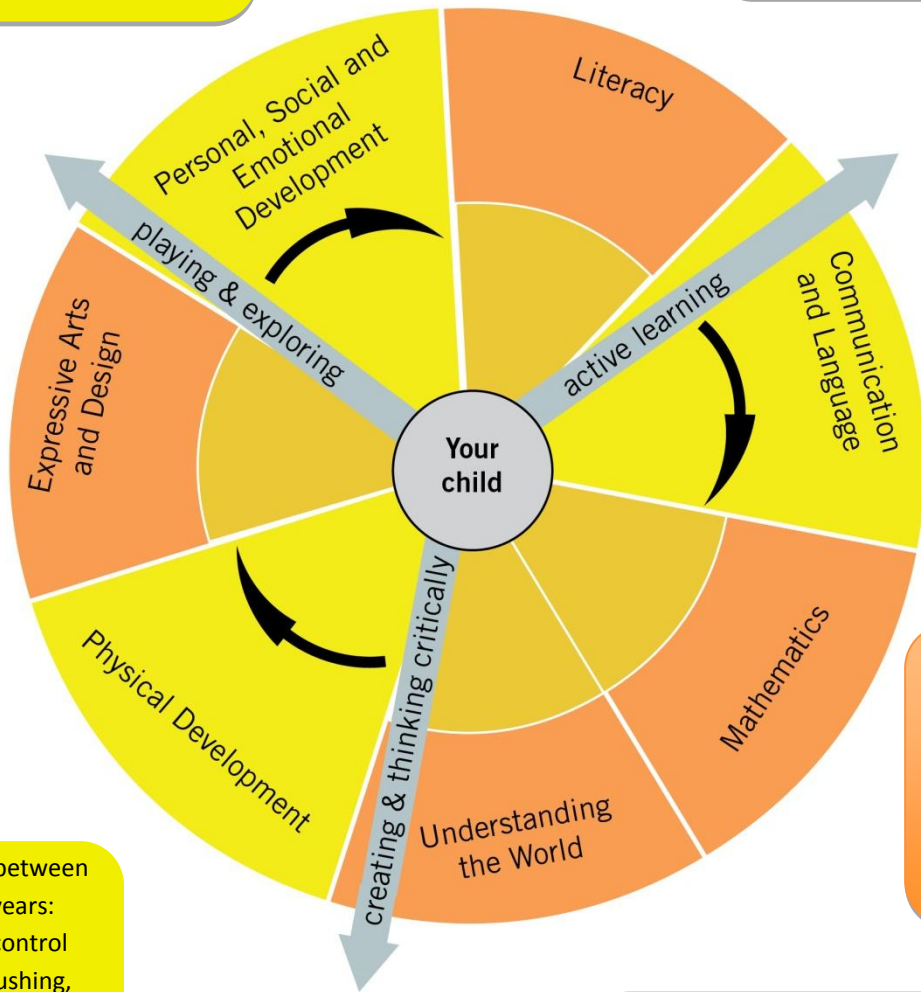 Personal, Social and
Emotional
Development
Literacy
Communication
and Language
Mathematics
Understanding
the World
Physical Development
Expressive Arts
and Design
playing & exploring
active learning
creating & thinking critically
Your
child
between
years:
control
ushing,